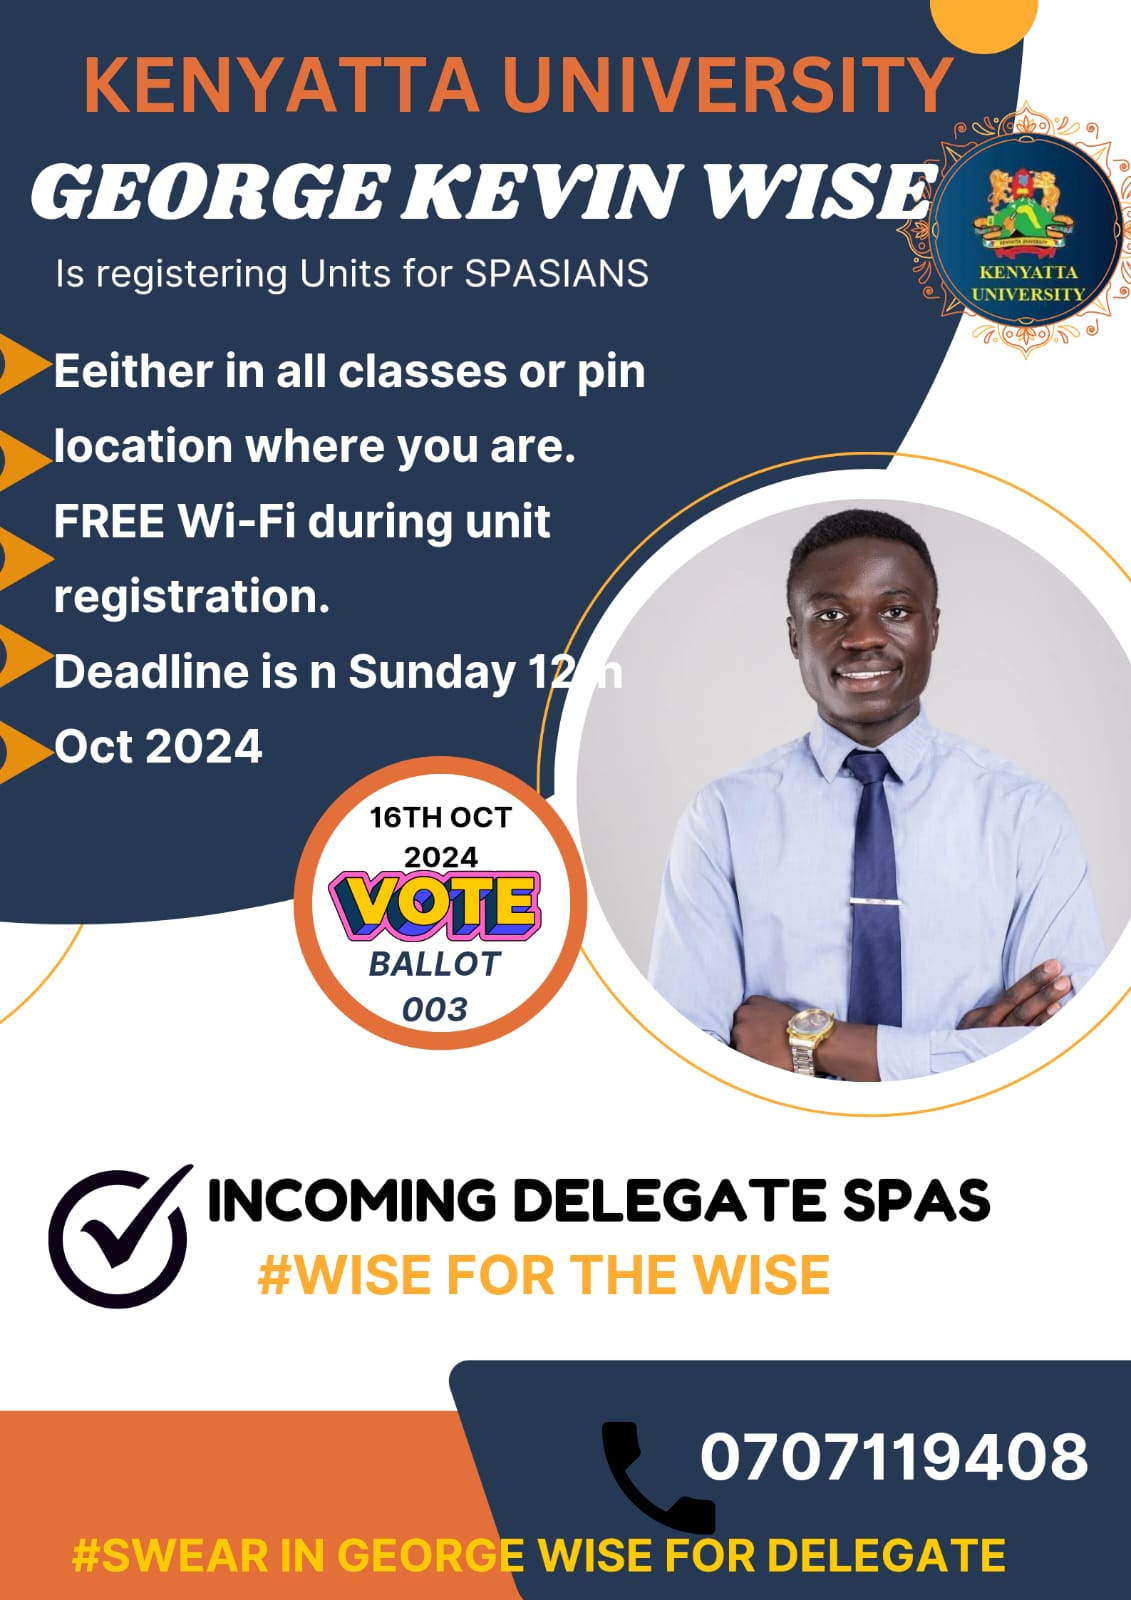 KENYATTA UNIVERSITY
GEORGE KEVIN WISE
KENYATTA
UNIVERSITY
Is registering Units for SPASIANS
Eeither in all classes or pin
location where you are.
FREE Wi-Fi during unit
registration.
Deadline is n Sunday
Oct 2024
16TH OCT
2024
VOTE
BALLOT
003
INCOMING DELEGATE SPAS
#WISE FOR THE WISE
0707119408
#SWEAR IN GEORGE WISE FOR DELEGATE